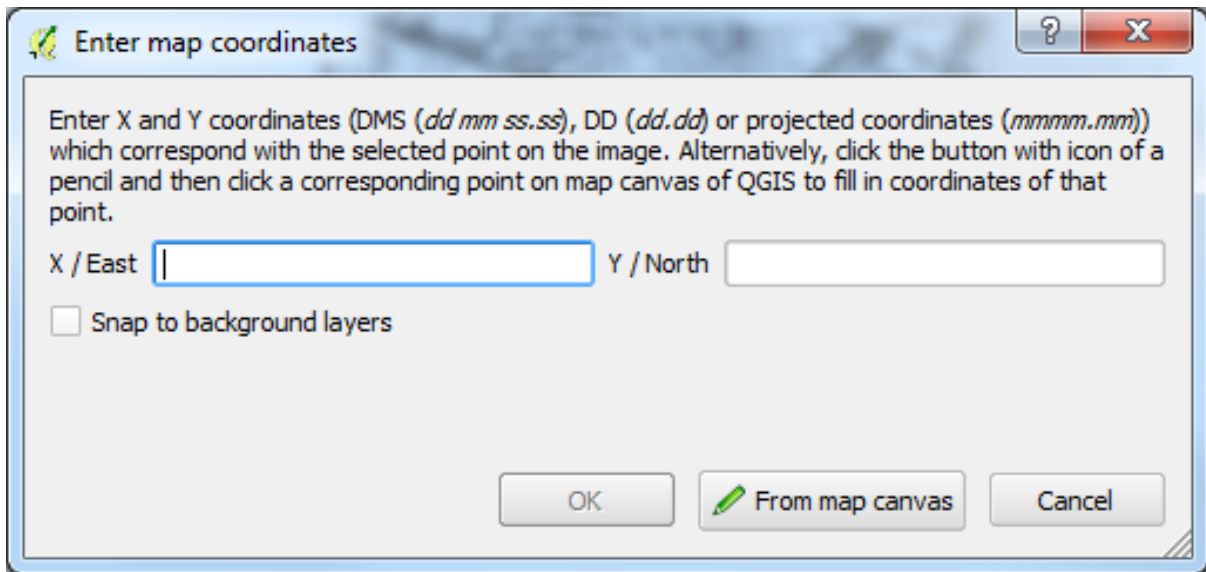 Enter map coordinates
?
X
Enter X and Y coordinates (DMS (dd mm ss.ss), DD (dd.dd) or projected coordinates (mmmm.mm))
which correspond with the selected point on the image. Alternatively, click the button with icon of a
pencil and then click a corresponding point on map canvas of QGIS to fill in coordinates of that
point.
X / East Y / North
Snap to background layers
OK From map canvas Cancel